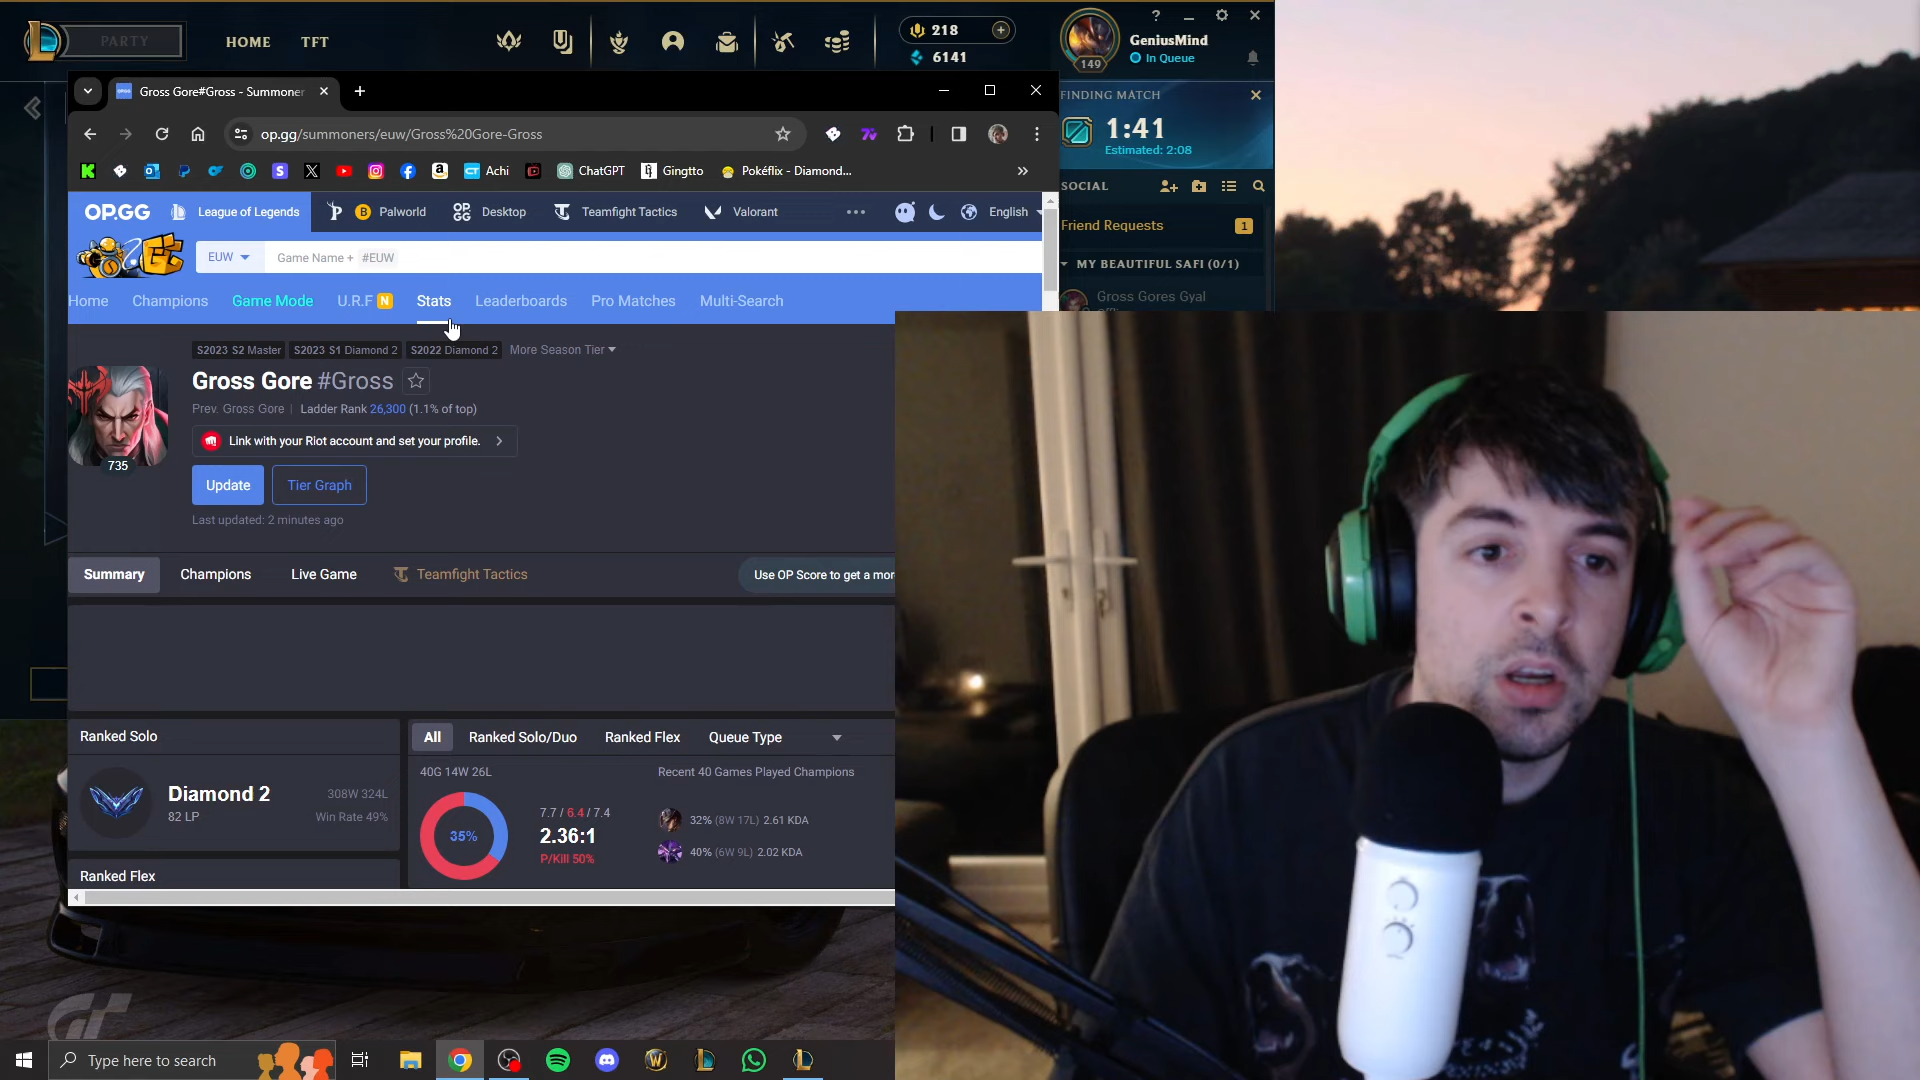 PARTY
HOME
TFT
218
6141
149
GeniusMind
In Queue
FINDING MATCH
1:41
Estimated: 2:08
SOCIAL
Friend Requests
1
MY BEAUTIFUL SAFI (0/1)
Gross Gores Gyal
Gross Gore#Gross - Summoner
op.gg/summoners/euw/Gross%20Gore-Gross
Achi
ChatGPT
Gingtto
Pokéflix - Diamond...
OP.GG
League of Legends
Palworld
Desktop
Teamfight Tactics
Valorant
English
EUW
Game Name + #EUW
Home
Champions
Game Mode
U.R.F N
Stats
Leaderboards
Pro Matches
Multi-Search
S2023 S2 Master
S2023 S1 Diamond 2
S2022 Diamond 2
More Season Tier
Gross Gore #Gross
Prev. Gross Gore | Ladder Rank 26,300 (1.1% of top)
Link with your Riot account and set your profile.
735
Update
Tier Graph
Last updated: 2 minutes ago
Summary
Champions
Live Game
Teamfight Tactics
Use OP Score to get a mor
Ranked Solo
Diamond 2
82 LP
308W 324L
Win Rate 49%
Ranked Flex
All
Ranked Solo/Duo
Ranked Flex
Queue Type
40G 14W 26L
35%
7.7 / 6.4 / 7.4
2.36:1
P/Kill 50%
Recent 40 Games Played Champions
32% (8W 17L) 2.61 KDA
40% (6W 9L) 2.02 KDA
GT
Type here to search